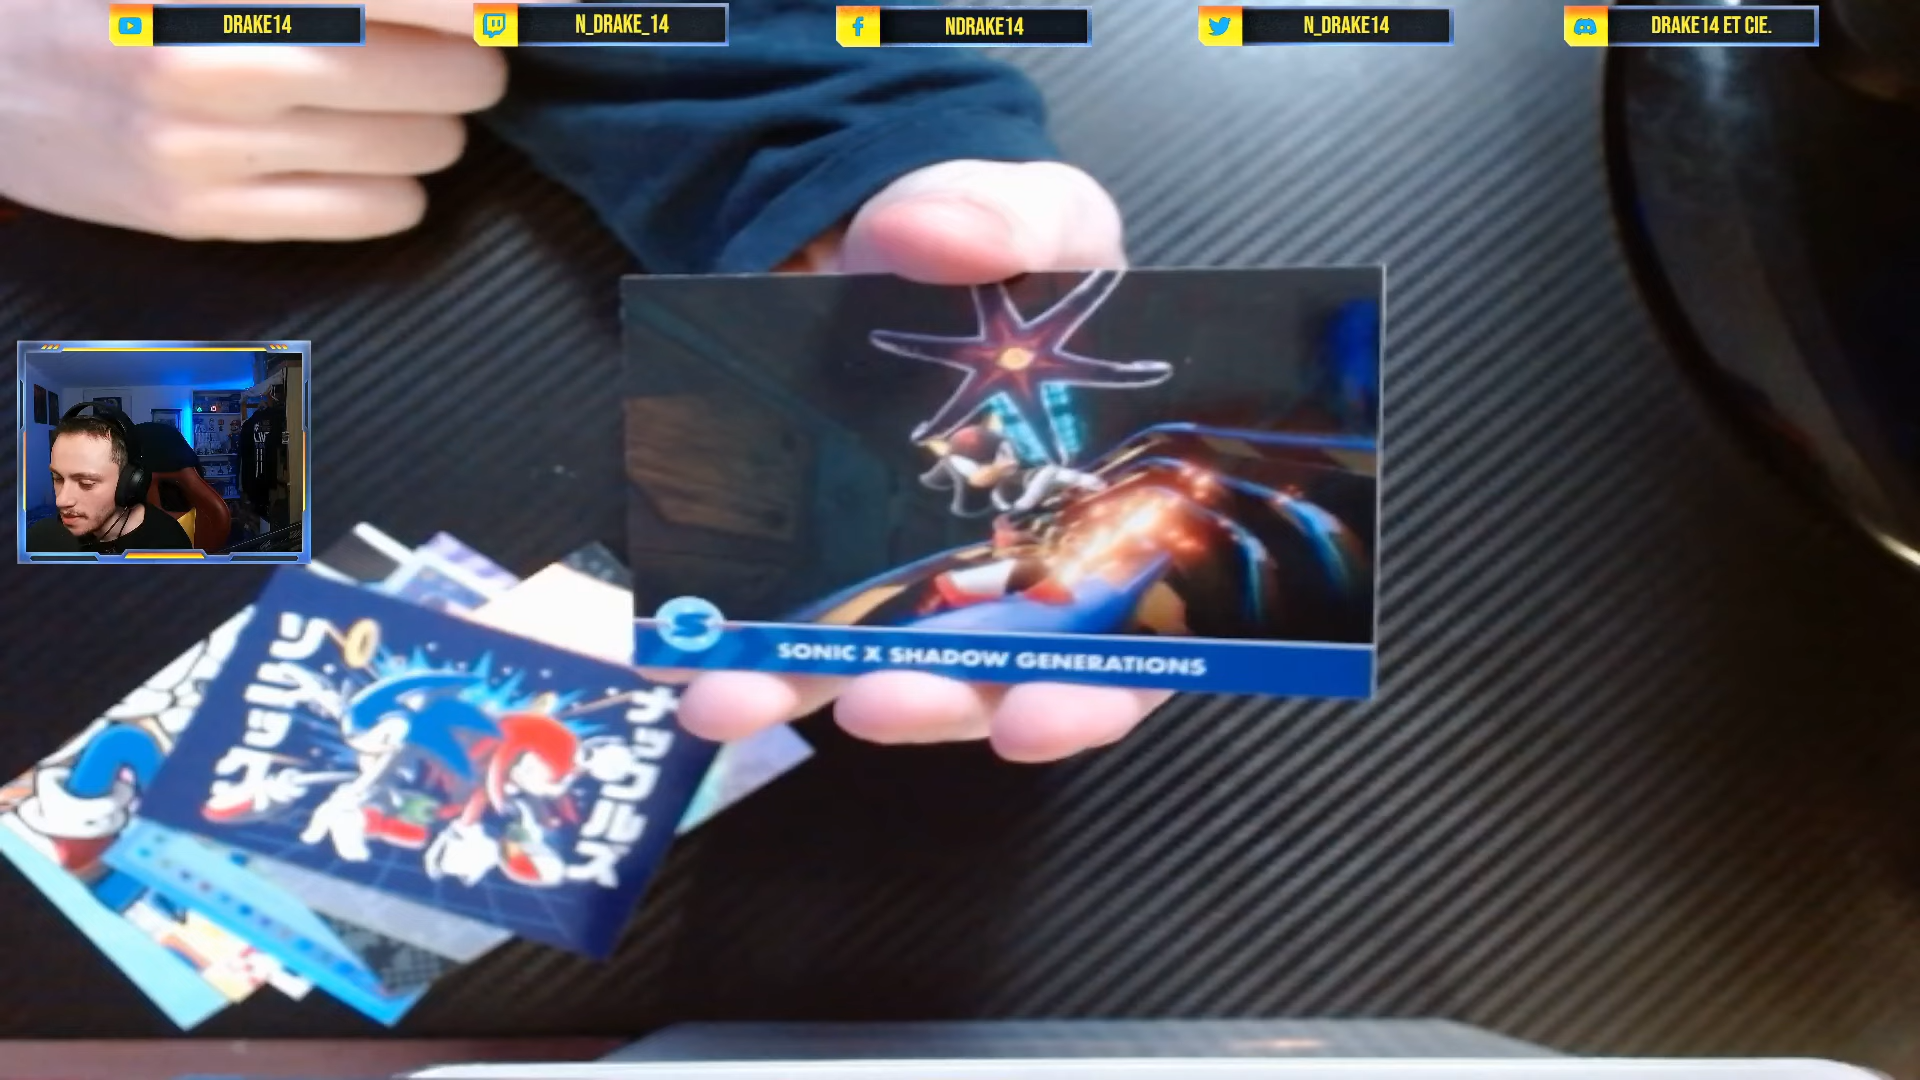 DRAKE14
N_DRAKE_14
NDRAKE14
N_DRAKE14
DRAKE14 ET CIE.
SONIC X SHADOW GENERATIONS
ソニック
ナックルズ